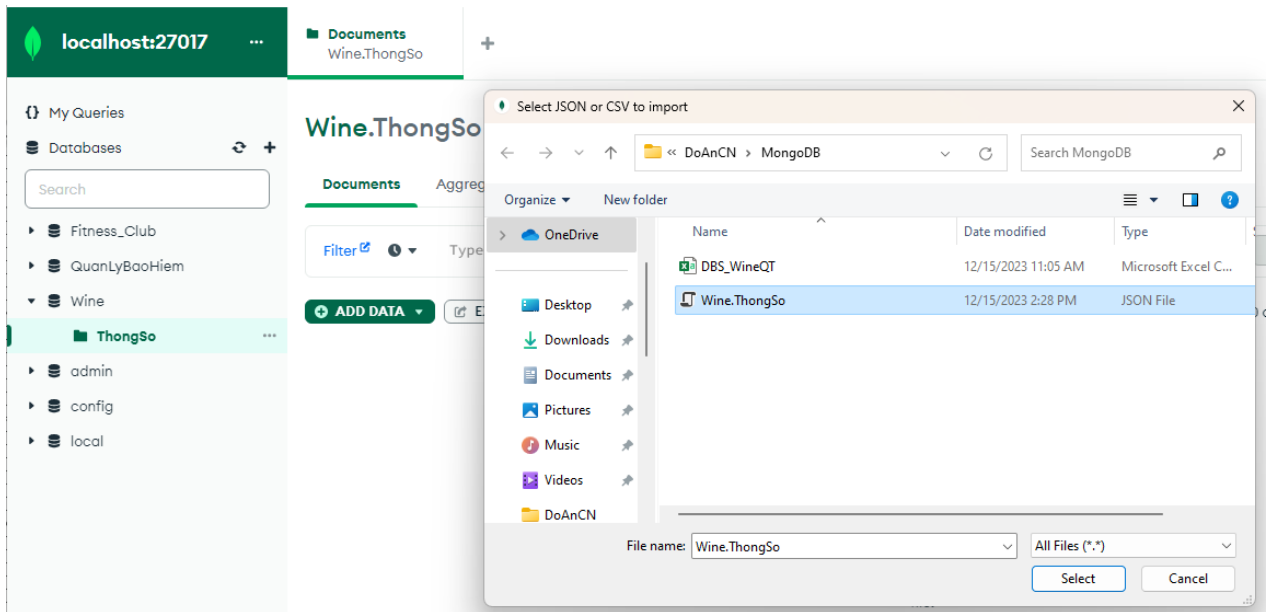 localhost:27017 ...
Documents
Wine.ThongSo
+
{} My Queries
Databases
Search
Fitness_Club
QuanLyBaoHiem
Wine
ThongSo ...
admin
config
local
Wine.ThongSo
Documents Aggreg
Filter Type
ADD DATA
Select JSON or CSV to import
« DoAnCN > MongoDB
Search MongoDB
Organize New folder
OneDrive
Desktop
Downloads
Documents
Pictures
Music
Videos
DoAnCN
Name Date modified Type
DBS_WineQT 12/15/2023 11:05 AM Microsoft Excel C...
Wine.ThongSo 12/15/2023 2:28 PM JSON File
File name: Wine.ThongSo All Files (*.*)
Select Cancel